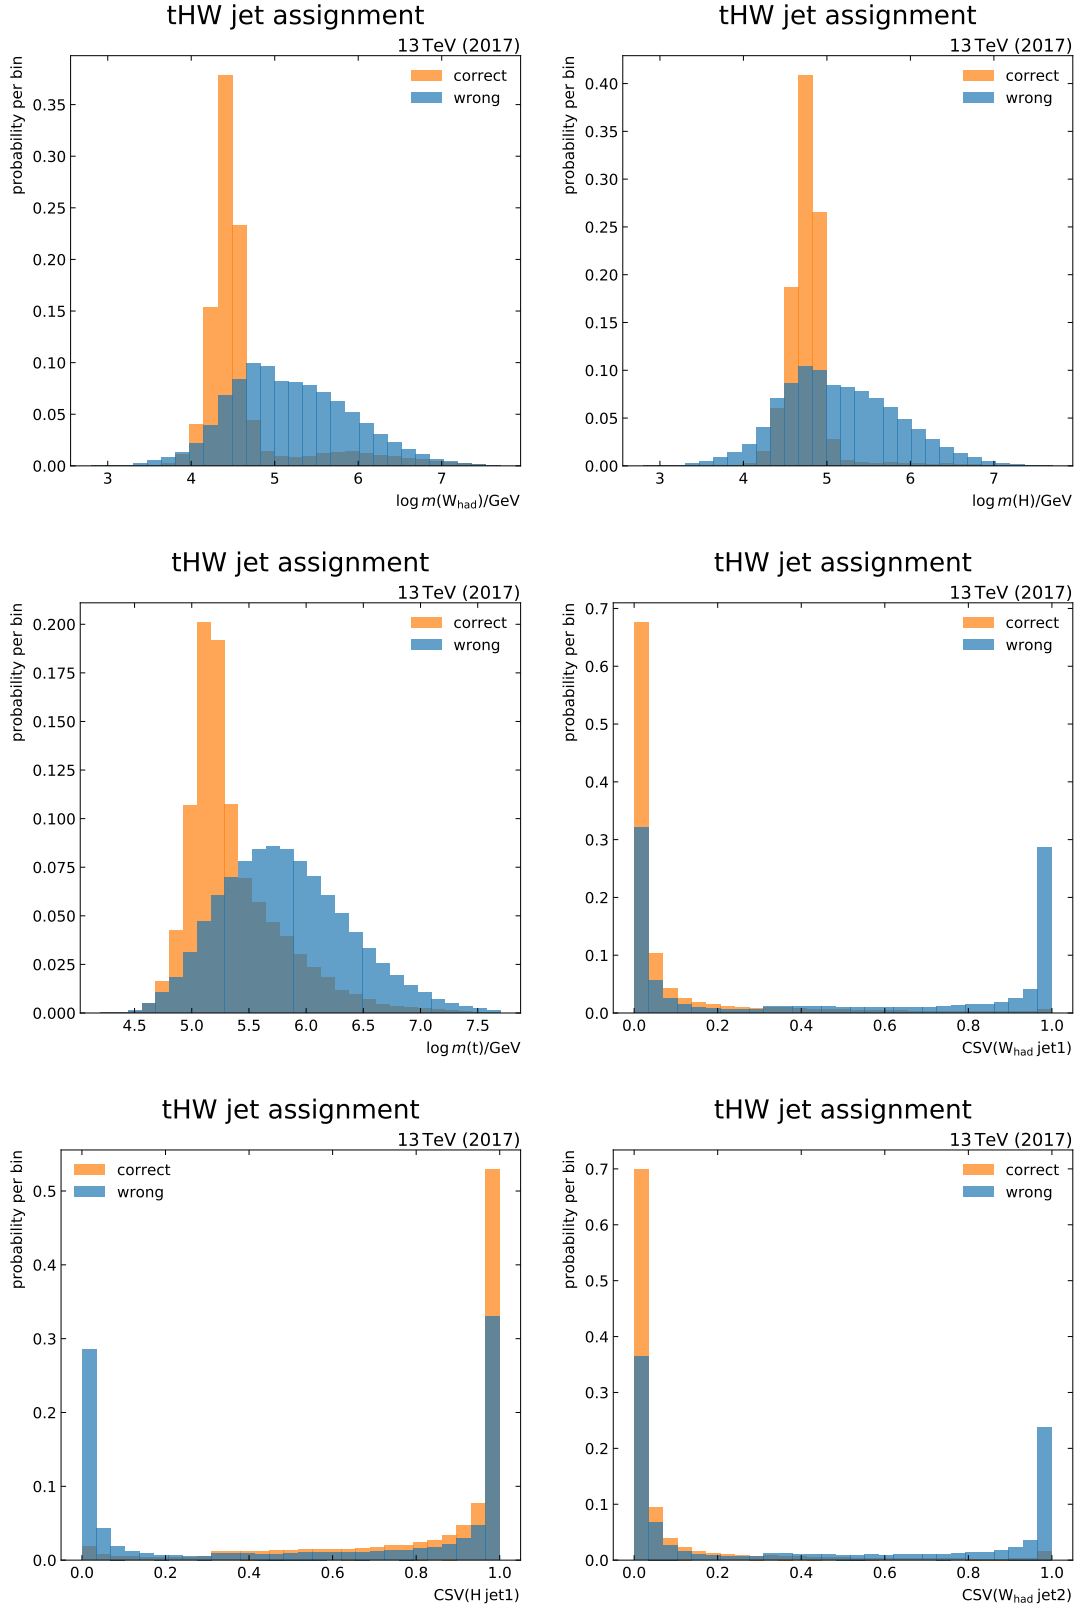 tHW jet assignment
13 TeV (2017)
probability per bin
correct
wrong
0.35
0.30
0.25
0.20
0.15
0.10
0.05
0.00
3 4 5 6 7
log m(W_had)/GeV
tHW jet assignment
13 TeV (2017)
probability per bin
correct
wrong
0.40
0.35
0.30
0.25
0.20
0.15
0.10
0.05
0.00
3 4 5 6 7
log m(H)/GeV
tHW jet assignment
13 TeV (2017)
probability per bin
correct
wrong
0.200
0.175
0.150
0.125
0.100
0.075
0.050
0.025
0.000
4.5 5.0 5.5 6.0 6.5 7.0 7.5
log m(t)/GeV
tHW jet assignment
13 TeV (2017)
probability per bin
correct
wrong
0.7
0.6
0.5
0.4
0.3
0.2
0.1
0.0
0.0 0.2 0.4 0.6 0.8 1.0
CSV(W_had jet1)
tHW jet assignment
13 TeV (2017)
probability per bin
correct
wrong
0.5
0.4
0.3
0.2
0.1
0.0
0.0 0.2 0.4 0.6 0.8 1.0
CSV(H jet1)
tHW jet assignment
13 TeV (2017)
probability per bin
correct
wrong
0.7
0.6
0.5
0.4
0.3
0.2
0.1
0.0
0.0 0.2 0.4 0.6 0.8 1.0
CSV(W_had jet2)